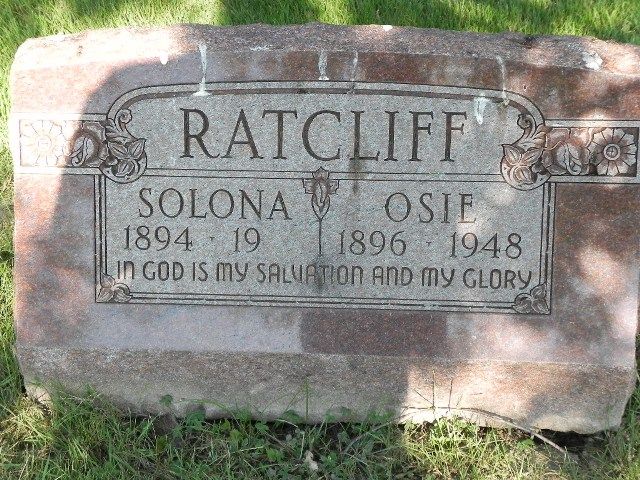 RATCLIFF
SOLONA OSIE
1894 · 19 1896 · 1948
IN GOD IS MY SALVATION AND MY GLORY